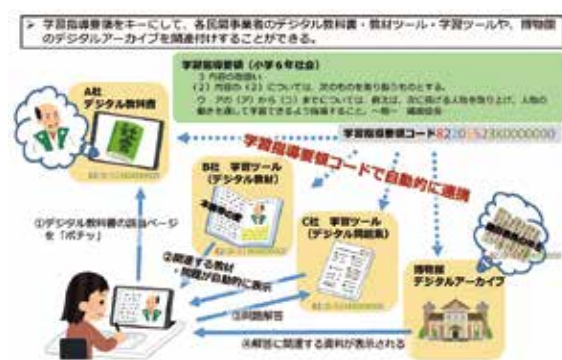 ➢ 学習指導要領をキーにして、各民間事業者のデジタル教科書・教材ツール・学習ツールや、博物館
のデジタルアーカイブを関連付けすることができる。
学習指導要領（小学６年社会）
３ 内容の取扱い
（２）内容の（２）については、次のものを取り扱うものとする。
ウ アの（ア）から（コ）までについては、例えば、次に掲げる人物を取り上げ、人物の
働きを通して学習できるよう指導すること。
A社
デジタル教科書
社会
学習指導要領コード
学習指導要領コードで自動的に連携
B社 学習ツール
（デジタル教材）
C社 学習ツール
（デジタル問題集）
博物館
デジタルアーカイブ
①デジタル教科書の該当ページ
を「ポチッ」
②関連する教材
・問題が自動的に表示
③問題解答
④解答に関連する資料が表示される